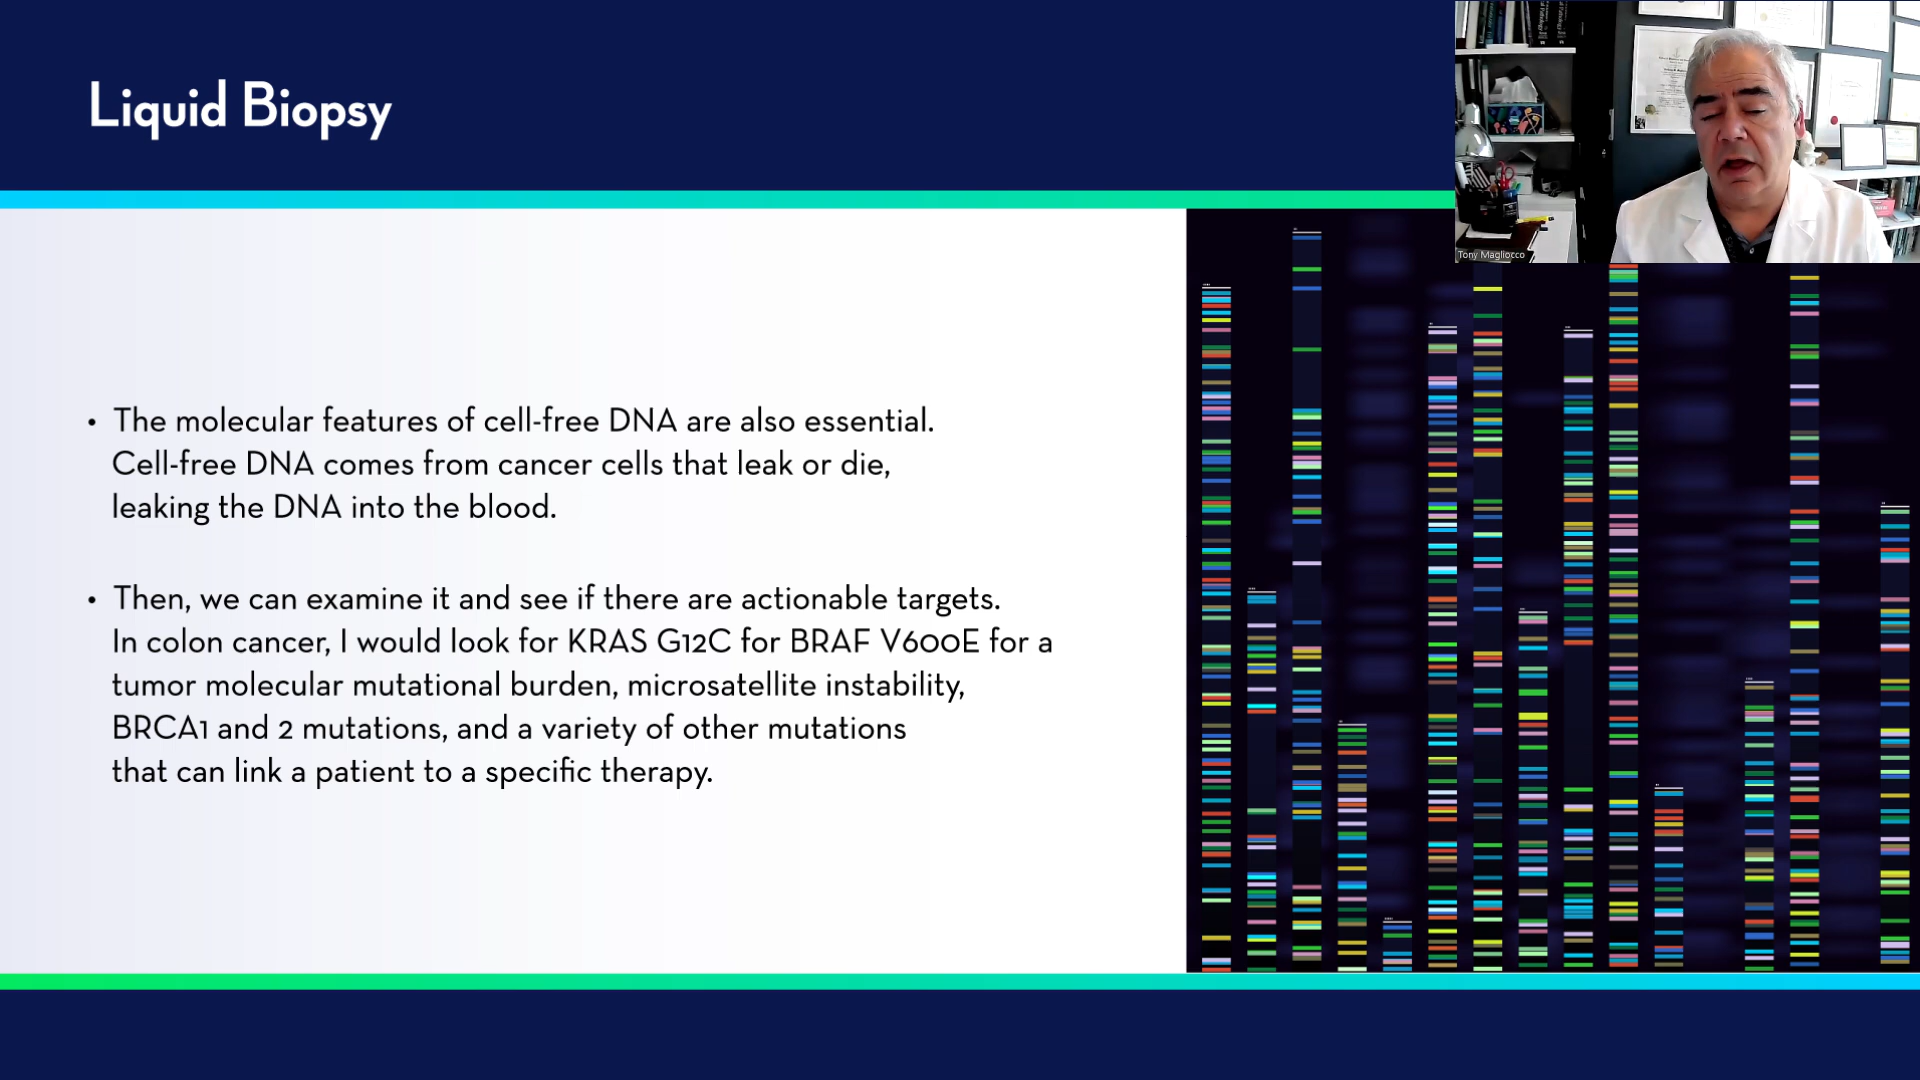 Liquid Biopsy
Tony Magliocco
• The molecular features of cell-free DNA are also essential.
Cell-free DNA comes from cancer cells that leak or die,
leaking the DNA into the blood.
• Then, we can examine it and see if there are actionable targets.
In colon cancer, I would look for KRAS G12C for BRAF V600E for a
tumor molecular mutational burden, microsatellite instability,
BRCA1 and 2 mutations, and a variety of other mutations
that can link a patient to a specific therapy.